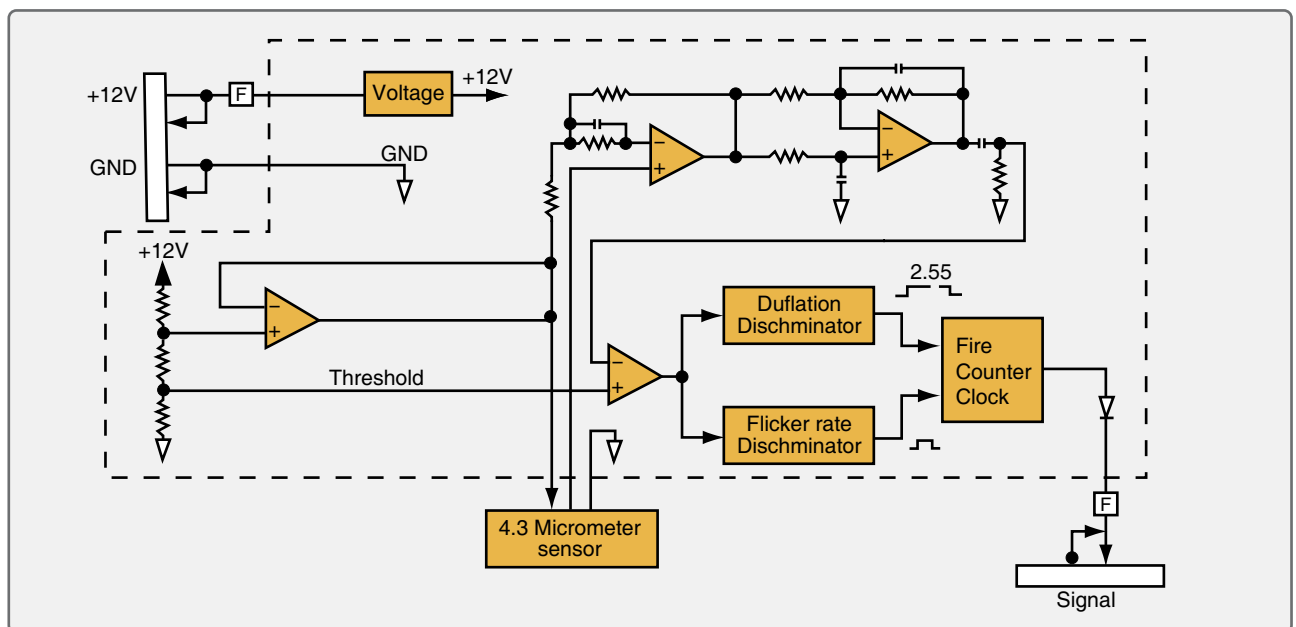 +12V
F
Voltage
+12V
GND
GND
+12V
−
+
−
+
−
+
Threshold
−
+
Duflation
Dischminator
2.55
Flicker rate
Dischminator
Fire
Counter
Clock
4.3 Micrometer
sensor
F
Signal